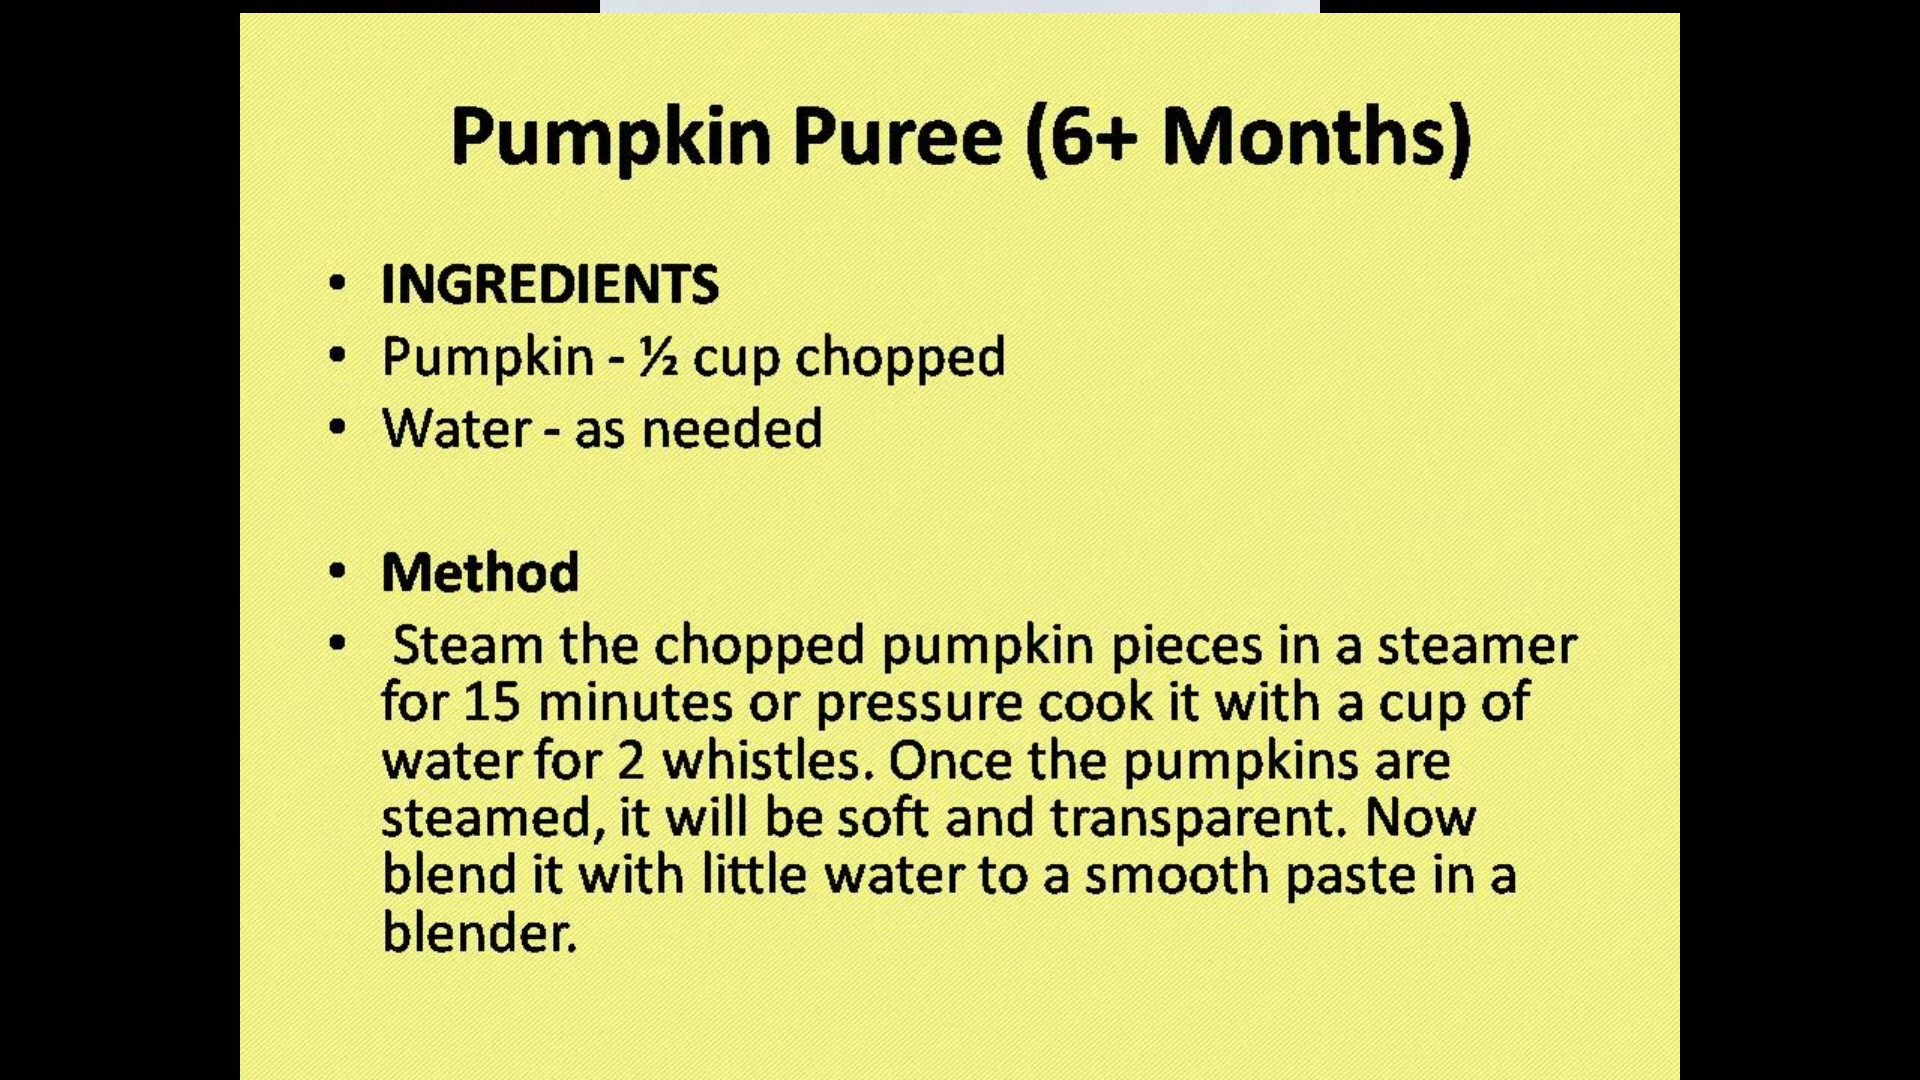 Pumpkin Puree (6+ Months)
• INGREDIENTS
• Pumpkin - ½ cup chopped
• Water - as needed
• Method
• Steam the chopped pumpkin pieces in a steamer
for 15 minutes or pressure cook it with a cup of
water for 2 whistles. Once the pumpkins are
steamed, it will be soft and transparent. Now
blend it with little water to a smooth paste in a
blender.